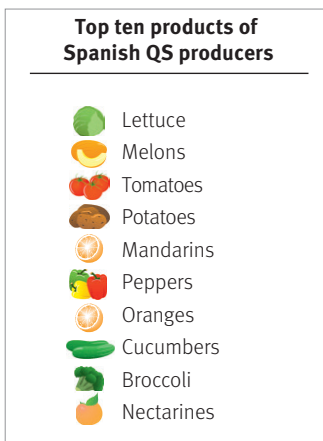 Top ten products of
Spanish QS producers
Lettuce
Melons
Tomatoes
Potatoes
Mandarins
Peppers
Oranges
Cucumbers
Broccoli
Nectarines